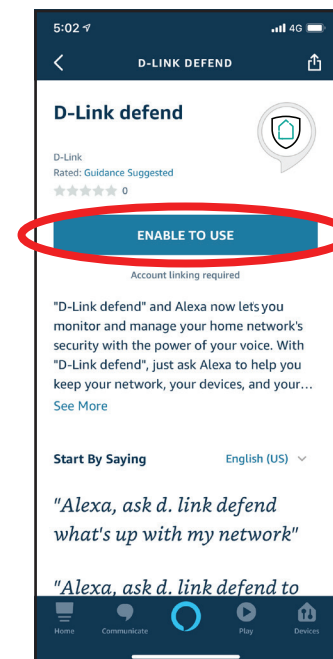 5:02
4G
D-LINK DEFEND
D-Link defend
D-Link
Rated: Guidance Suggested
0
ENABLE TO USE
Account linking required
"D-Link defend" and Alexa now lets you
monitor and manage your home network's
security with the power of your voice. With
"D-Link defend", just ask Alexa to help you
keep your network, your devices, and your...
See More
Start By Saying
English (US)
"Alexa, ask d. link defend
what's up with my network"
"Alexa, ask d. link defend to
Home
Communicate
Play
Devices